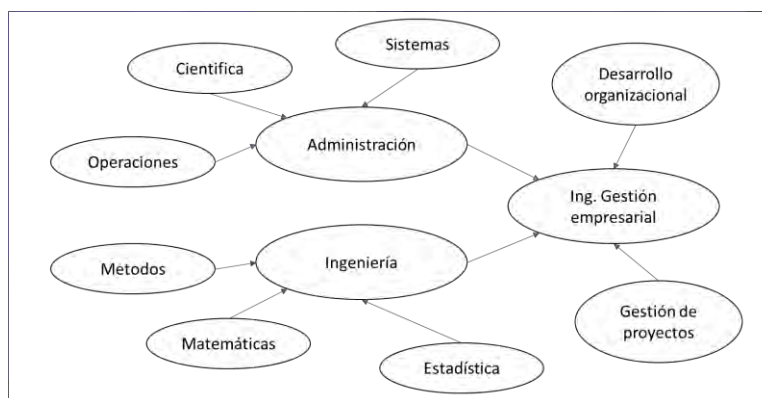 Sistemas
Cientifica
Desarrollo
organizacional
Administración
Operaciones
Ing. Gestión
empresarial
Metodos
Ingeniería
Gestión de
proyectos
Matemáticas
Estadística